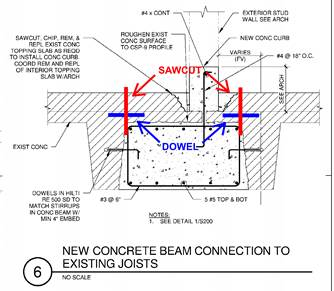 #4 x CONT
EXTERIOR STUD
WALL SEE ARCH
SAWCUT, CHIP, REM, &
REPL EXIST CONC
TOPPING SLAB AS REQD
TO INSTALL CONC CURB.
COORD REM AND REPL
OF INTERIOR TOPPING
SLAB W/ARCH
ROUGHEN EXIST
CONC SURFACE
TO CSP-9 PROFILE
NEW CONC CURB
VARIES
(FV)
#4 @ 18" O.C.
SEE ARCH
SAWCUT
DOWEL
EXIST CONC
DOWELS IN HILTI
RE 500 SD TO
MATCH STIRRUPS
IN CONC BEAM W/
MIN 4" EMBED
#3 @ 6"
5 #5 TOP & BOT
NOTES:
1. SEE DETAIL 1/S200
6
NEW CONCRETE BEAM CONNECTION TO
EXISTING JOISTS
NO SCALE